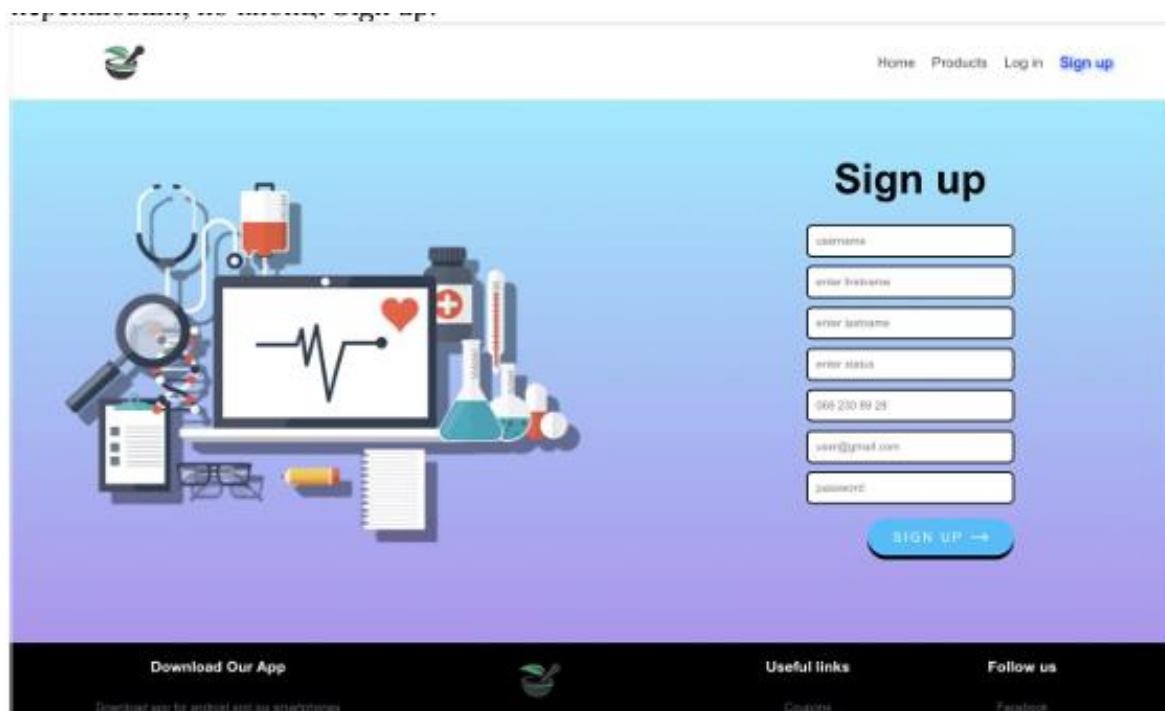 Sign up.
Home Products Log in Sign up
Sign up
username
enter firstname
enter lastname
enter status
068 230 89 28
user@gmail.com
password
SIGN UP →
Download Our App
Useful links
Follow us
Download app for android and ios smartphones
Coupons
Facebook